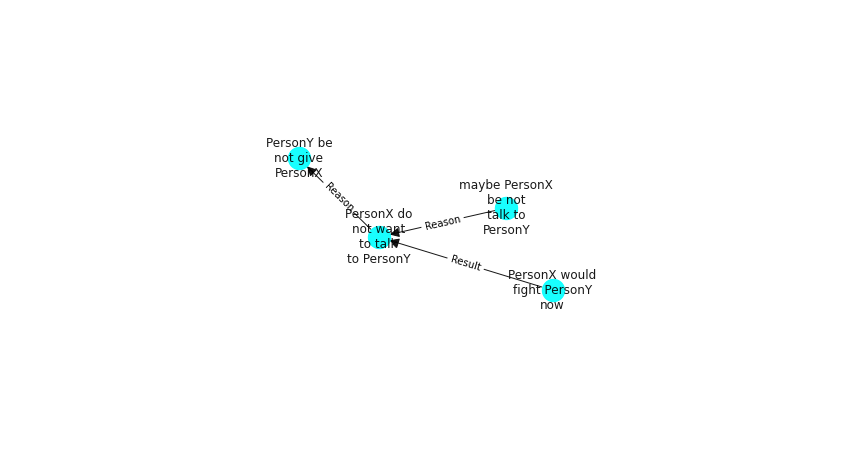 PersonY be
not give
PersonX
Reason
maybe PersonX
be not
talk to
PersonY
Reason
PersonX do
not want
to talk
to PersonY
Result
PersonX would
fight PersonY
now